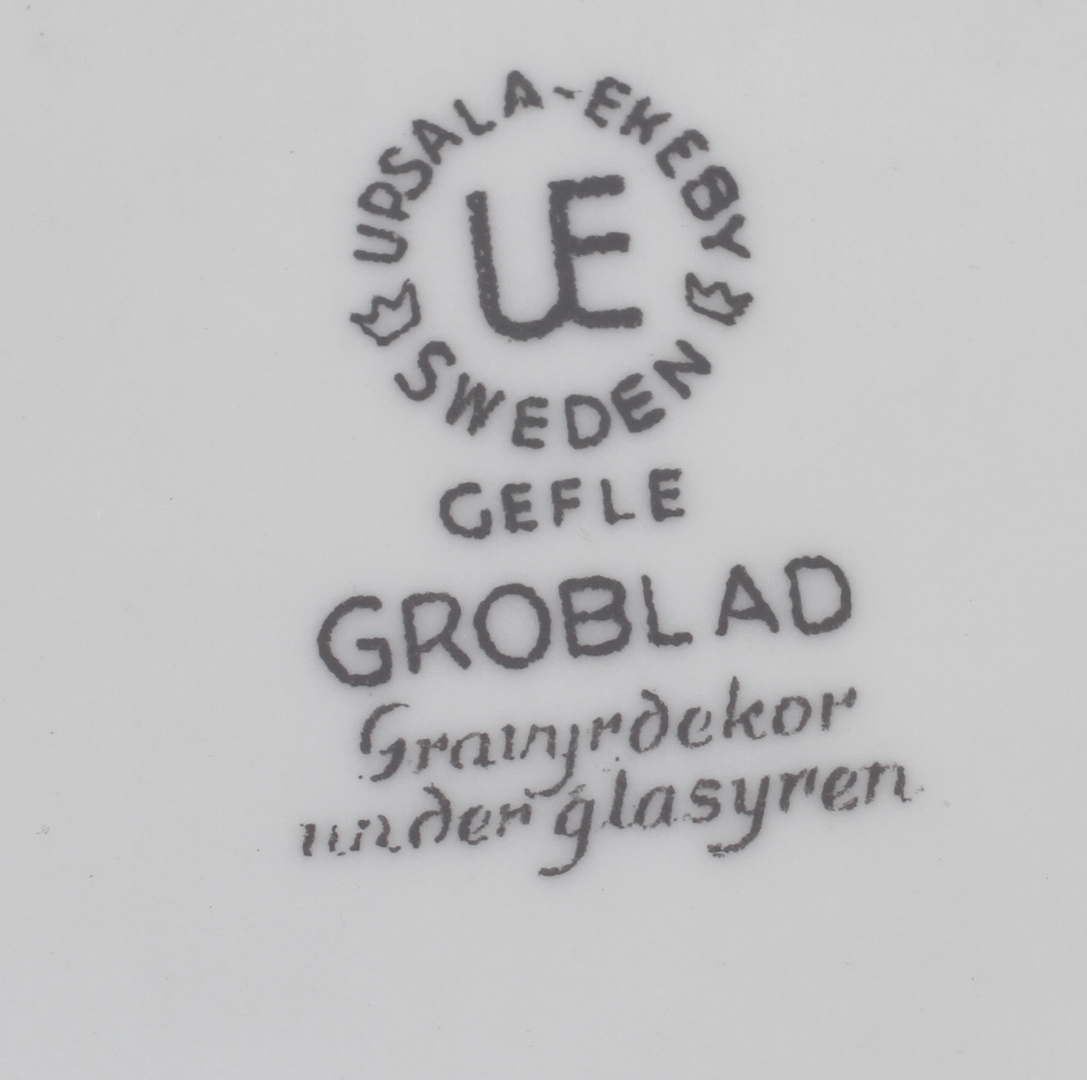 UPSALA-EKEBY
UE
SWEDEN
GEFLE
GROBLAD
Gravyrdekor
under glasyren